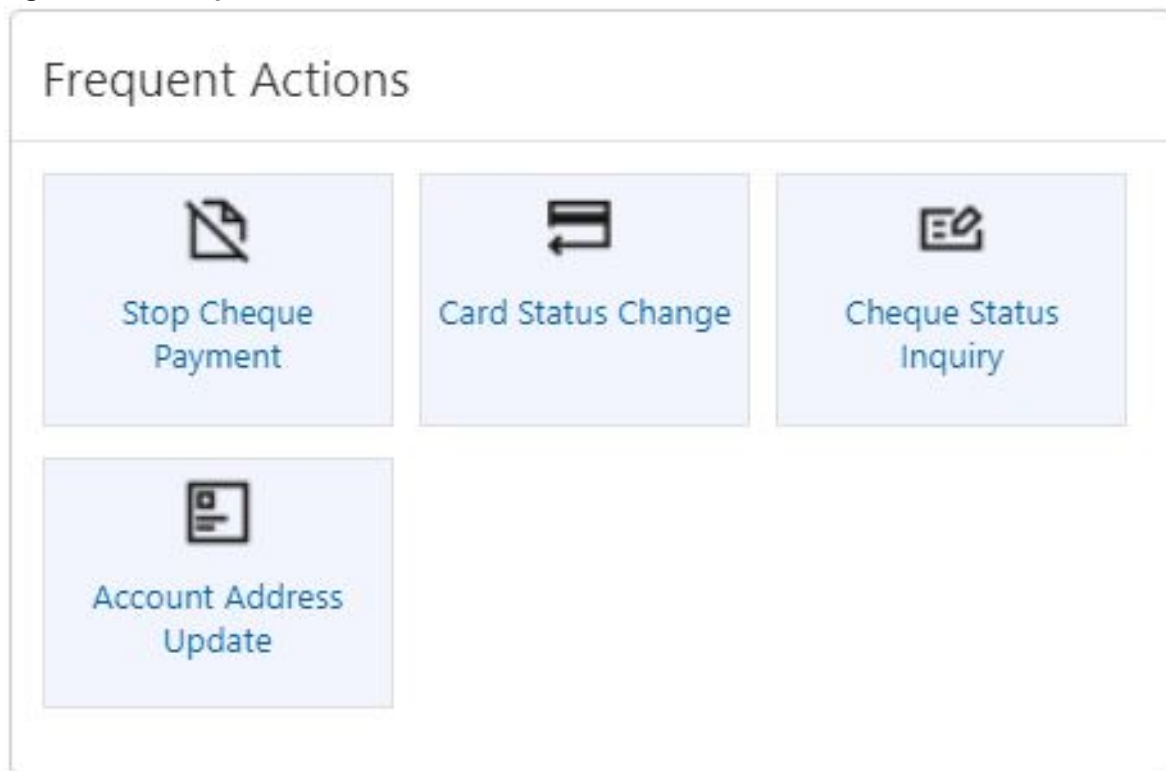 Frequent Actions
Stop Cheque
Payment
Card Status Change
Cheque Status
Inquiry
Account Address
Update